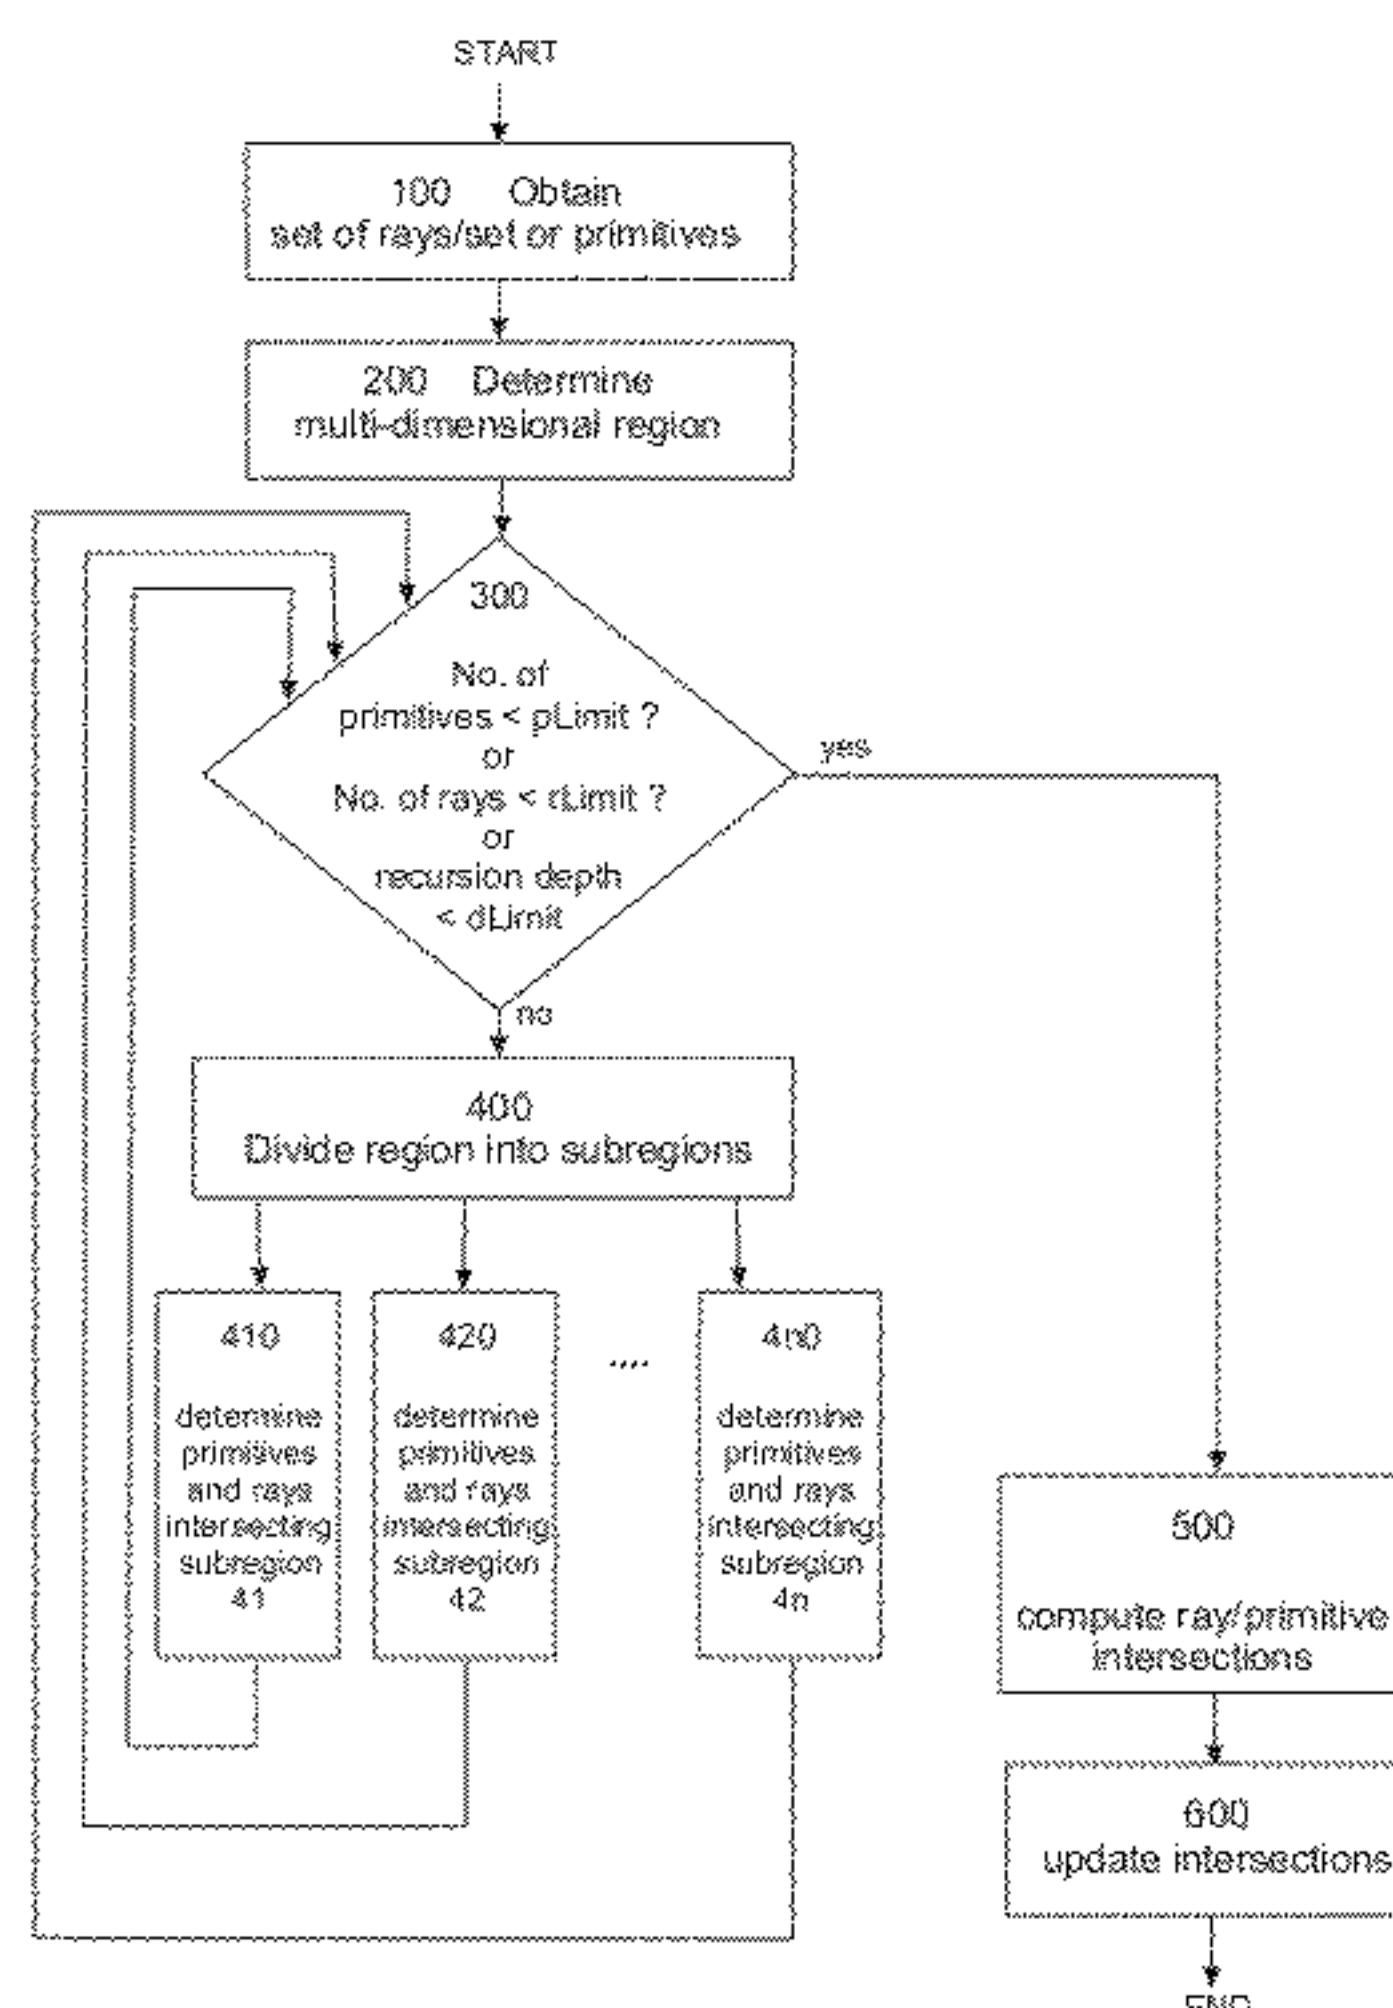 START
100 Obtain
set of rays/set or primitives
200 Determine
multi-dimensional region
300
No. of
primitives < pLimit ?
or
No. of rays < rLimit ?
or
recursion depth
< dLimit
yes
no
400
Divide region into subregions
410
determine
primitives
and rays
intersecting
subregion
41
420
determine
primitives
and rays
intersecting
subregion
42
....
4n0
determine
primitives
and rays
intersecting
subregion
4n
500
compute ray/primitive
intersections
600
update intersections
END